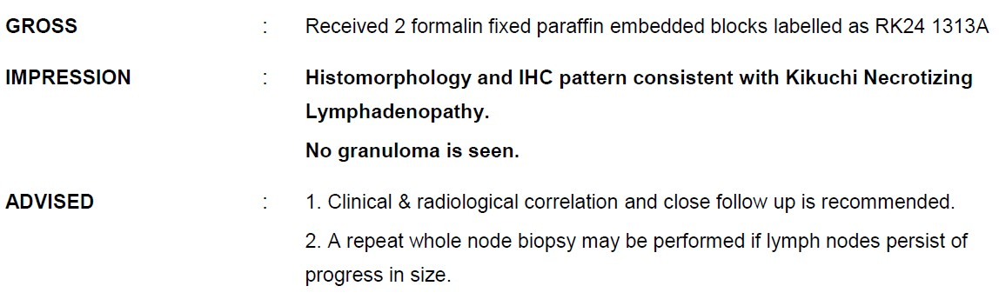 GROSS : Received 2 formalin fixed paraffin embedded blocks labelled as RK24 1313A
IMPRESSION : Histomorphology and IHC pattern consistent with Kikuchi Necrotizing
Lymphadenopathy.
No granuloma is seen.
ADVISED : 1. Clinical & radiological correlation and close follow up is recommended.
2. A repeat whole node biopsy may be performed if lymph nodes persist of
progress in size.